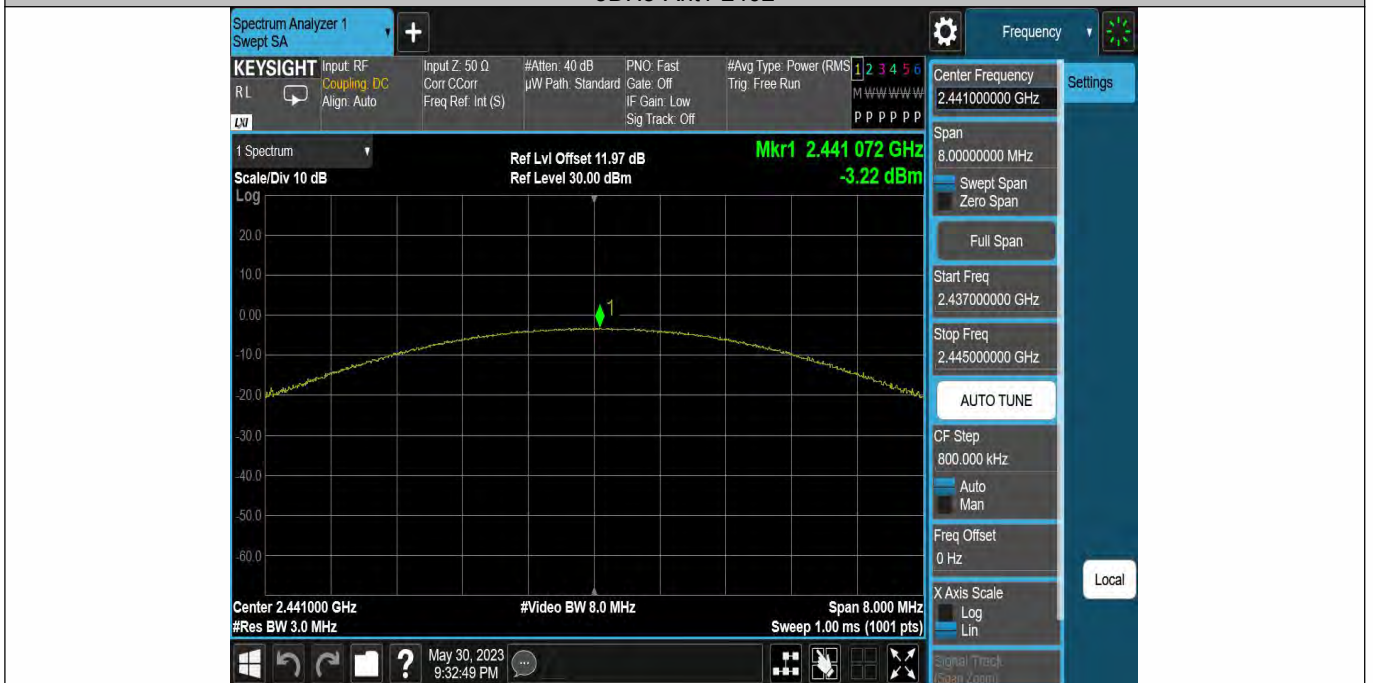 Spectrum Analyzer 1
Swept SA
Frequency
KEYSIGHT
RL
LXI
Input: RF
Coupling: DC
Align: Auto
Input Z: 50 Ω
Corr CCorr
Freq Ref: Int (S)
#Atten: 40 dB
µW Path: Standard
PNO: Fast
Gate: Off
IF Gain: Low
Sig Track: Off
#Avg Type: Power (RMS
Trig: Free Run
1 2 3 4 5 6
M W W W W W
P P P P P P
1 Spectrum
Scale/Div 10 dB
Ref Lvl Offset 11.97 dB
Ref Level 30.00 dBm
Mkr1 2.441 072 GHz
-3.22 dBm
Log
20.0
10.0
0.00
-10.0
-20.0
-30.0
-40.0
-50.0
-60.0
1
Center 2.441000 GHz
#Res BW 3.0 MHz
#Video BW 8.0 MHz
Span 8.000 MHz
Sweep 1.00 ms (1001 pts)
May 30, 2023
9:32:49 PM
Center Frequency
2.441000000 GHz
Settings
Span
8.00000000 MHz
Swept Span
Zero Span
Full Span
Start Freq
2.437000000 GHz
Stop Freq
2.445000000 GHz
AUTO TUNE
CF Step
800.000 kHz
Auto
Man
Freq Offset
0 Hz
X Axis Scale
Log
Lin
Local
Signal Track
(Span Zoom)